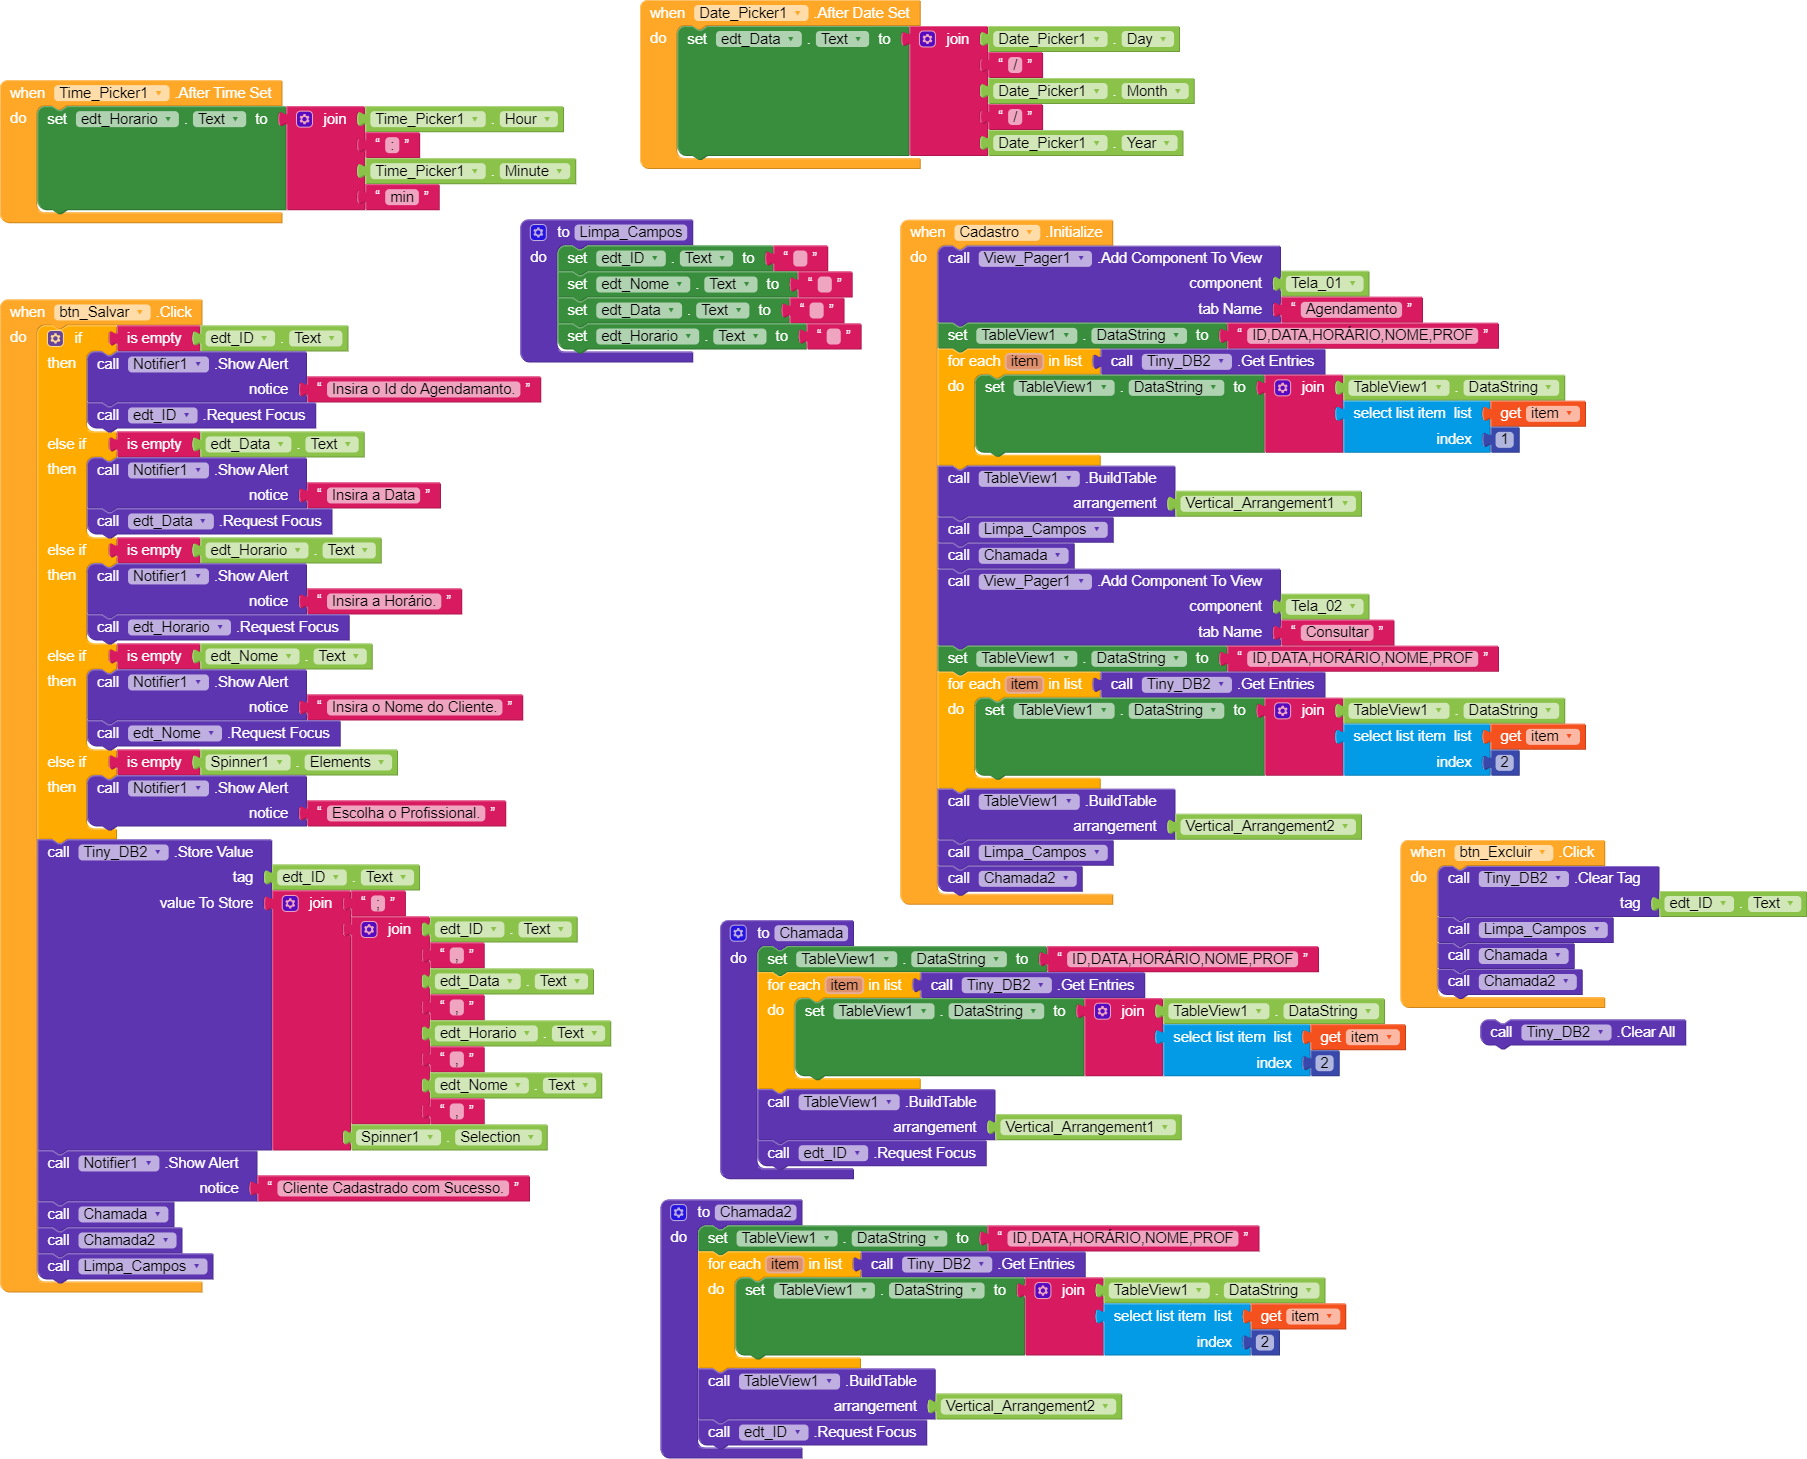 when Date_Picker1 .After Date Set
do set edt_Data . Text to join Date_Picker1 . Day
“ / ”
Date_Picker1 . Month
“ / ”
Date_Picker1 . Year
when Time_Picker1 .After Time Set
do set edt_Horario . Text to join Time_Picker1 . Hour
“ : ”
Time_Picker1 . Minute
“ min ”
to Limpa_Campos
do set edt_ID . Text to “ ”
set edt_Nome . Text to “ ”
set edt_Data . Text to “ ”
set edt_Horario . Text to “ ”
when btn_Salvar .Click
do if is empty edt_ID . Text
then call Notifier1 .Show Alert
notice “ Insira o Id do Agendamanto. ”
call edt_ID .Request Focus
else if is empty edt_Data . Text
then call Notifier1 .Show Alert
notice “ Insira a Data ”
call edt_Data .Request Focus
else if is empty edt_Horario . Text
then call Notifier1 .Show Alert
notice “ Insira a Horário. ”
call edt_Horario .Request Focus
else if is empty edt_Nome . Text
then call Notifier1 .Show Alert
notice “ Insira o Nome do Cliente. ”
call edt_Nome .Request Focus
else if is empty Spinner1 . Elements
then call Notifier1 .Show Alert
notice “ Escolha o Profissional. ”
call Tiny_DB2 .Store Value
tag edt_ID . Text
value To Store join “ ; ”
join edt_ID . Text
“ , ”
edt_Data . Text
“ , ”
edt_Horario . Text
“ , ”
edt_Nome . Text
“ , ”
Spinner1 . Selection
call Notifier1 .Show Alert
notice “ Cliente Cadastrado com Sucesso. ”
call Chamada
call Chamada2
call Limpa_Campos
when Cadastro .Initialize
do call View_Pager1 .Add Component To View
component Tela_01
tab Name “ Agendamento ”
set TableView1 . DataString to “ ID,DATA,HORÁRIO,NOME,PROF ”
for each item in list call Tiny_DB2 .Get Entries
do set TableView1 . DataString to join TableView1 . DataString
select list item list get item
index 1
call TableView1 .BuildTable
arrangement Vertical_Arrangement1
call Limpa_Campos
call Chamada
call View_Pager1 .Add Component To View
component Tela_02
tab Name “ Consultar ”
set TableView1 . DataString to “ ID,DATA,HORÁRIO,NOME,PROF ”
for each item in list call Tiny_DB2 .Get Entries
do set TableView1 . DataString to join TableView1 . DataString
select list item list get item
index 2
call TableView1 .BuildTable
arrangement Vertical_Arrangement2
call Limpa_Campos
call Chamada2
when btn_Excluir .Click
do call Tiny_DB2 .Clear Tag
tag edt_ID . Text
call Limpa_Campos
call Chamada
call Chamada2
call Tiny_DB2 .Clear All
to Chamada
do set TableView1 . DataString to “ ID,DATA,HORÁRIO,NOME,PROF ”
for each item in list call Tiny_DB2 .Get Entries
do set TableView1 . DataString to join TableView1 . DataString
select list item list get item
index 2
call TableView1 .BuildTable
arrangement Vertical_Arrangement1
call edt_ID .Request Focus
to Chamada2
do set TableView1 . DataString to “ ID,DATA,HORÁRIO,NOME,PROF ”
for each item in list call Tiny_DB2 .Get Entries
do set TableView1 . DataString to join TableView1 . DataString
select list item list get item
index 2
call TableView1 .BuildTable
arrangement Vertical_Arrangement2
call edt_ID .Request Focus